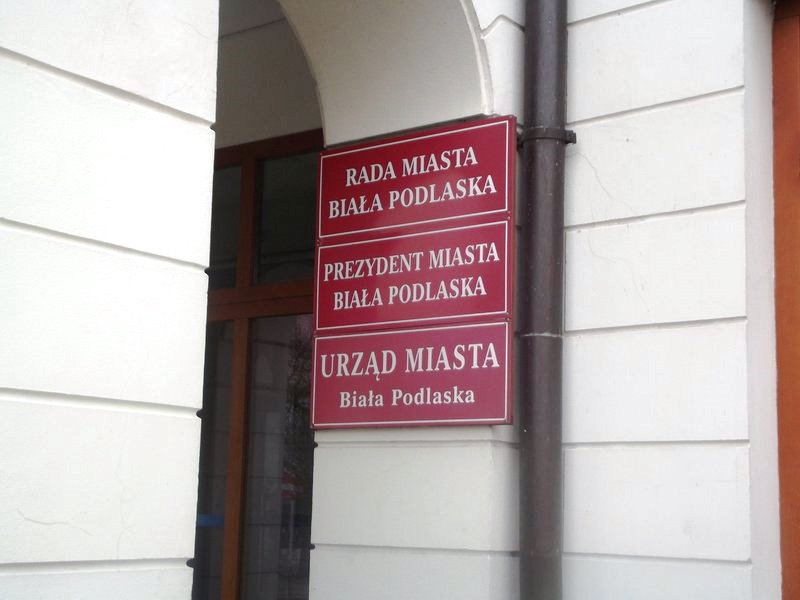 RADA MIASTA
BIAŁA PODLASKA
PREZYDENT MIASTA
BIAŁA PODLASKA
URZĄD MIASTA
Biała Podlaska